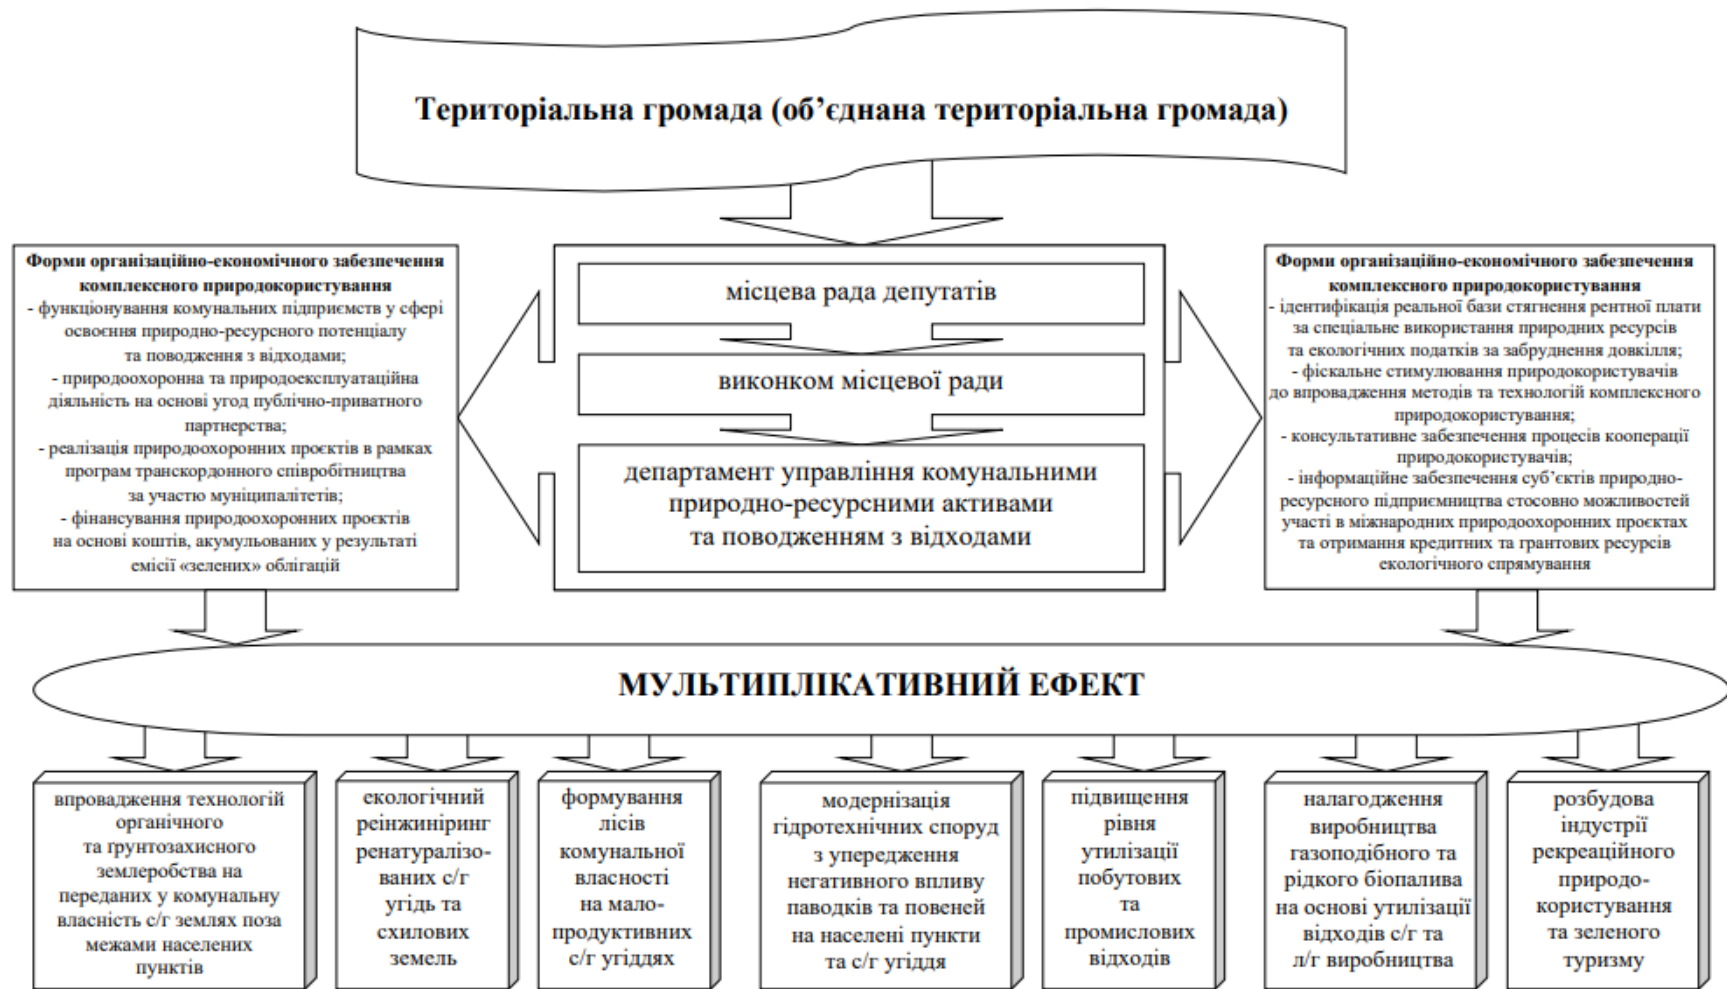 Територіальна громада (об’єднана територіальна громада)
Форми організаційно-економічного забезпечення
комплексного природокористування
- функціонування комунальних підприємств у сфері
освоєння природно-ресурсного потенціалу
та поводження з відходами;
- природоохоронна та природоексплуатаційна
діяльність на основі угод публічно-приватного
партнерства;
- реалізація природоохоронних проєктів в рамках
програм транскордонного співробітництва
за участю муніципалітетів;
- фінансування природоохоронних проєктів
на основі коштів, акумульованих у результаті
емісії «зелених» облігацій
місцева рада депутатів
виконком місцевої ради
департамент управління комунальними
природно-ресурсними активами
та поводженням з відходами
Форми організаційно-економічного забезпечення
комплексного природокористування
- ідентифікація реальної бази стягнення рентної плати
за спеціальне використання природних ресурсів
та екологічних податків за забруднення довкілля;
- фіскальне стимулювання природокористувачів
до впровадження методів та технологій комплексного
природокористування;
- консультативне забезпечення процесів кооперації
природокористувачів;
- інформаційне забезпечення суб’єктів природно-
ресурсного підприємництва стосовно можливостей
участі в міжнародних природоохоронних проєктах
та отримання кредитних та грантових ресурсів
екологічного спрямування
МУЛЬТИПЛІКАТИВНИЙ ЕФЕКТ
впровадження технологій
органічного
та ґрунтозахисного
землеробства на
переданих у комунальну
власність с/г землях поза
межами населених
пунктів
екологічний
реінжиніринг
ренатуралізо-
ваних с/г
угідь та
схилових
земель
формування
лісів
комунальної
власності
на мало-
продуктивних
с/г угіддях
модернізація
гідротехнічних споруд
з упередження
негативного впливу
паводків та повеней
на населені пункти
та с/г угіддя
підвищення
рівня
утилізації
побутових
та
промислових
відходів
налагодження
виробництва
газоподібного та
рідкого біопалива
на основі утилізації
відходів с/г та
л/г виробництва
розбудова
індустрії
рекреаційного
природо-
користування
та зеленого
туризму